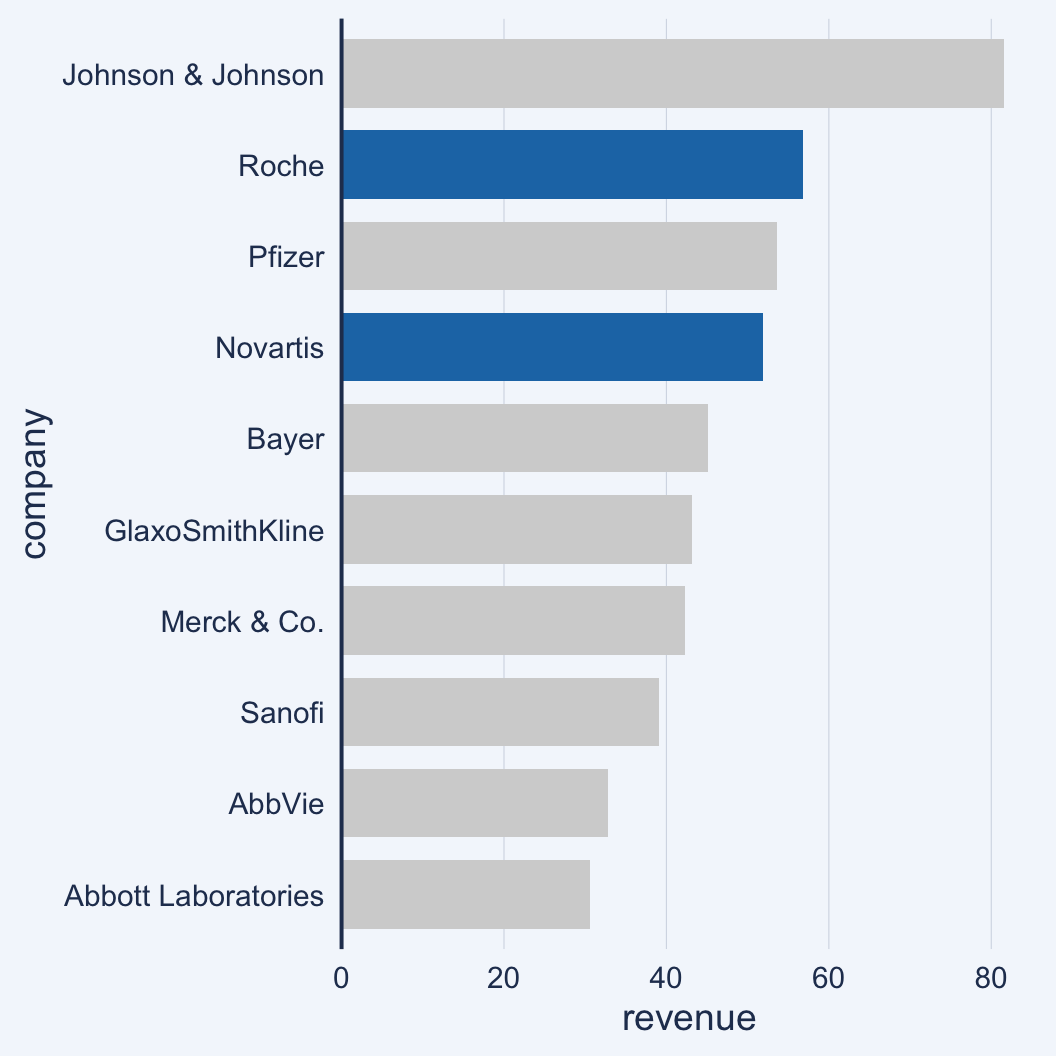 Johnson & Johnson
Roche
Pfizer
Novartis
Bayer
GlaxoSmithKline
Merck & Co.
Sanofi
AbbVie
Abbott Laboratories
company
0 20 40 60 80
revenue